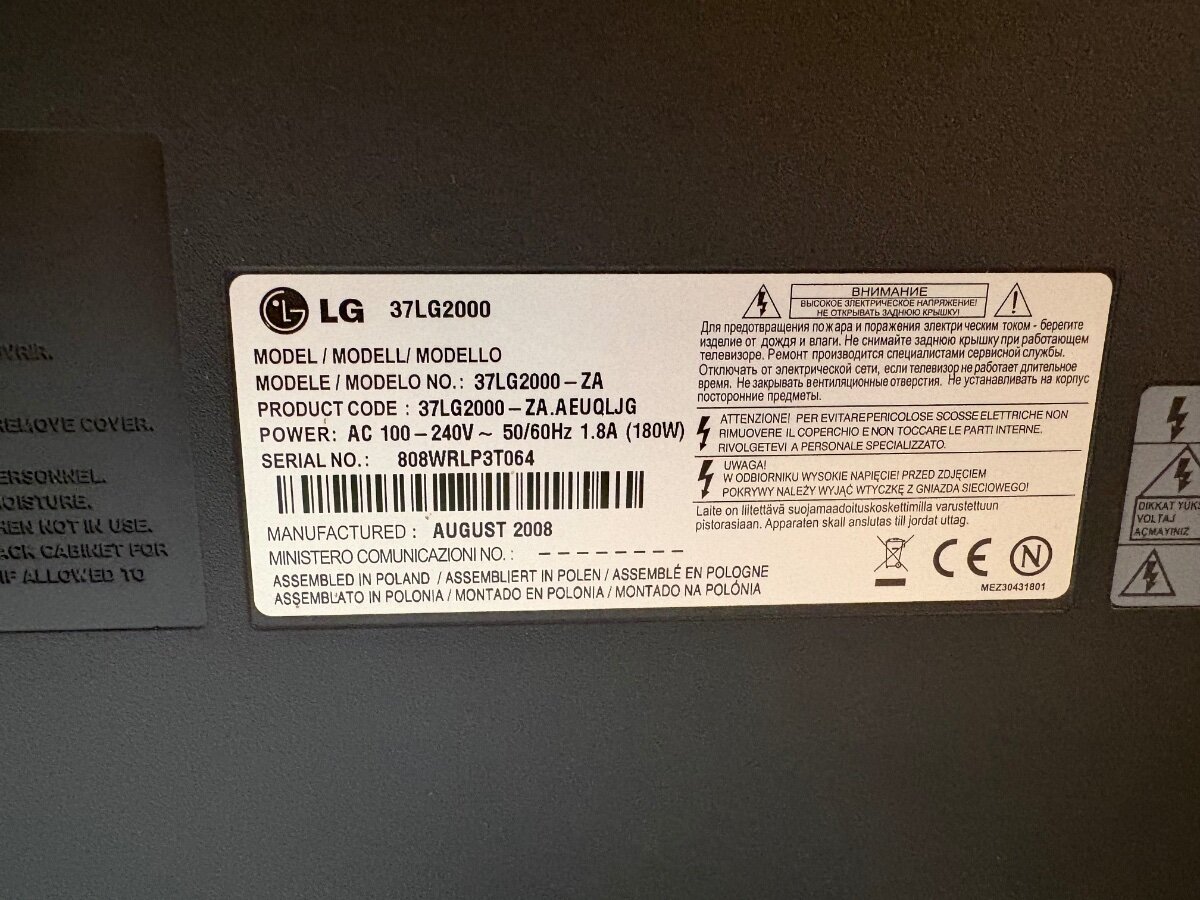 REMOVE COVER.
PERSONNEL.
MOISTURE.
WHEN NOT IN USE.
BACK CABINET FOR
IF ALLOWED TO
LG 37LG2000
MODEL / MODELL/ MODELLO
MODELE / MODELO NO.: 37LG2000-ZA
PRODUCT CODE : 37LG2000-ZA.AEUQLJG
POWER: AC 100-240V~ 50/60Hz 1.8A (180W)
SERIAL NO.: 808WRLP3T064
MANUFACTURED : AUGUST 2008
MINISTERO COMUNICAZIONI NO. : – – – – – – – – –
ASSEMBLED IN POLAND / ASSEMBLIERT IN POLEN / ASSEMBLÉ EN POLOGNE
ASSEMBLATO IN POLONIA / MONTADO EN POLONIA / MONTADO NA POLÓNIA
ВНИМАНИЕ
ВЫСОКОЕ ЭЛЕКТРИЧЕСКОЕ НАПРЯЖЕНИЕ!
НЕ ОТКРЫВАТЬ ЗАДНЮЮ КРЫШКУ!
Для предотвращения пожара и поражения электрическим током - берегите
изделие от дождя и влаги. Не снимайте заднюю крышку при работающем
телевизоре. Ремонт производится специалистами сервисной службы.
Отключать от электрической сети, если телевизор не работает длительное
время. Не закрывать вентиляционные отверстия. Не устанавливать на корпус
посторонние предметы.
ATTENZIONE! PER EVITARE PERICOLOSE SCOSSE ELETTRICHE NON
RIMUOVERE IL COPERCHIO E NON TOCCARE LE PARTI INTERNE.
RIVOLGETEVI A PERSONALE SPECIALIZZATO.
UWAGA!
W ODBIORNIKU WYSOKIE NAPIĘCIE! PRZED ZDJĘCIEM
POKRYWY NALEŻY WYJĄĆ WTYCZKĘ Z GNIAZDA SIECIOWEGO!
Laite on liitettävä suojamaadoituskoskettimilla varustettuun
pistorasiaan. Apparaten skall anslutas till jordat uttag.
CE N
MEZ30431801
DIKKAT
VOLTAJ
AÇMAYINIZ